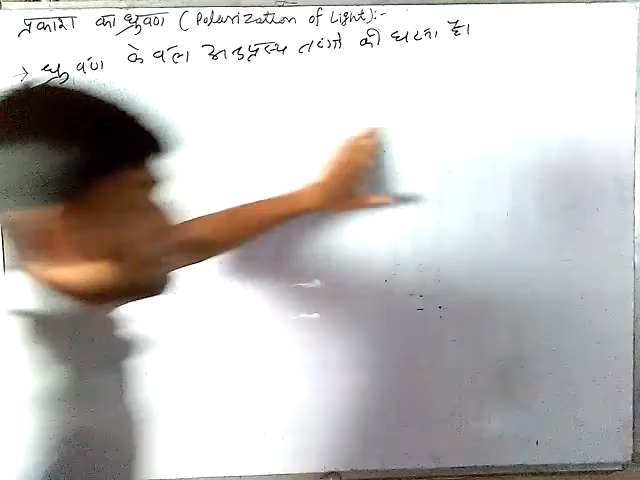 प्रकाश का ध्रुवण (Polarization of Light):-
→ ध्रुवण केवल अनुप्रस्थ तरंगो की घटना है।